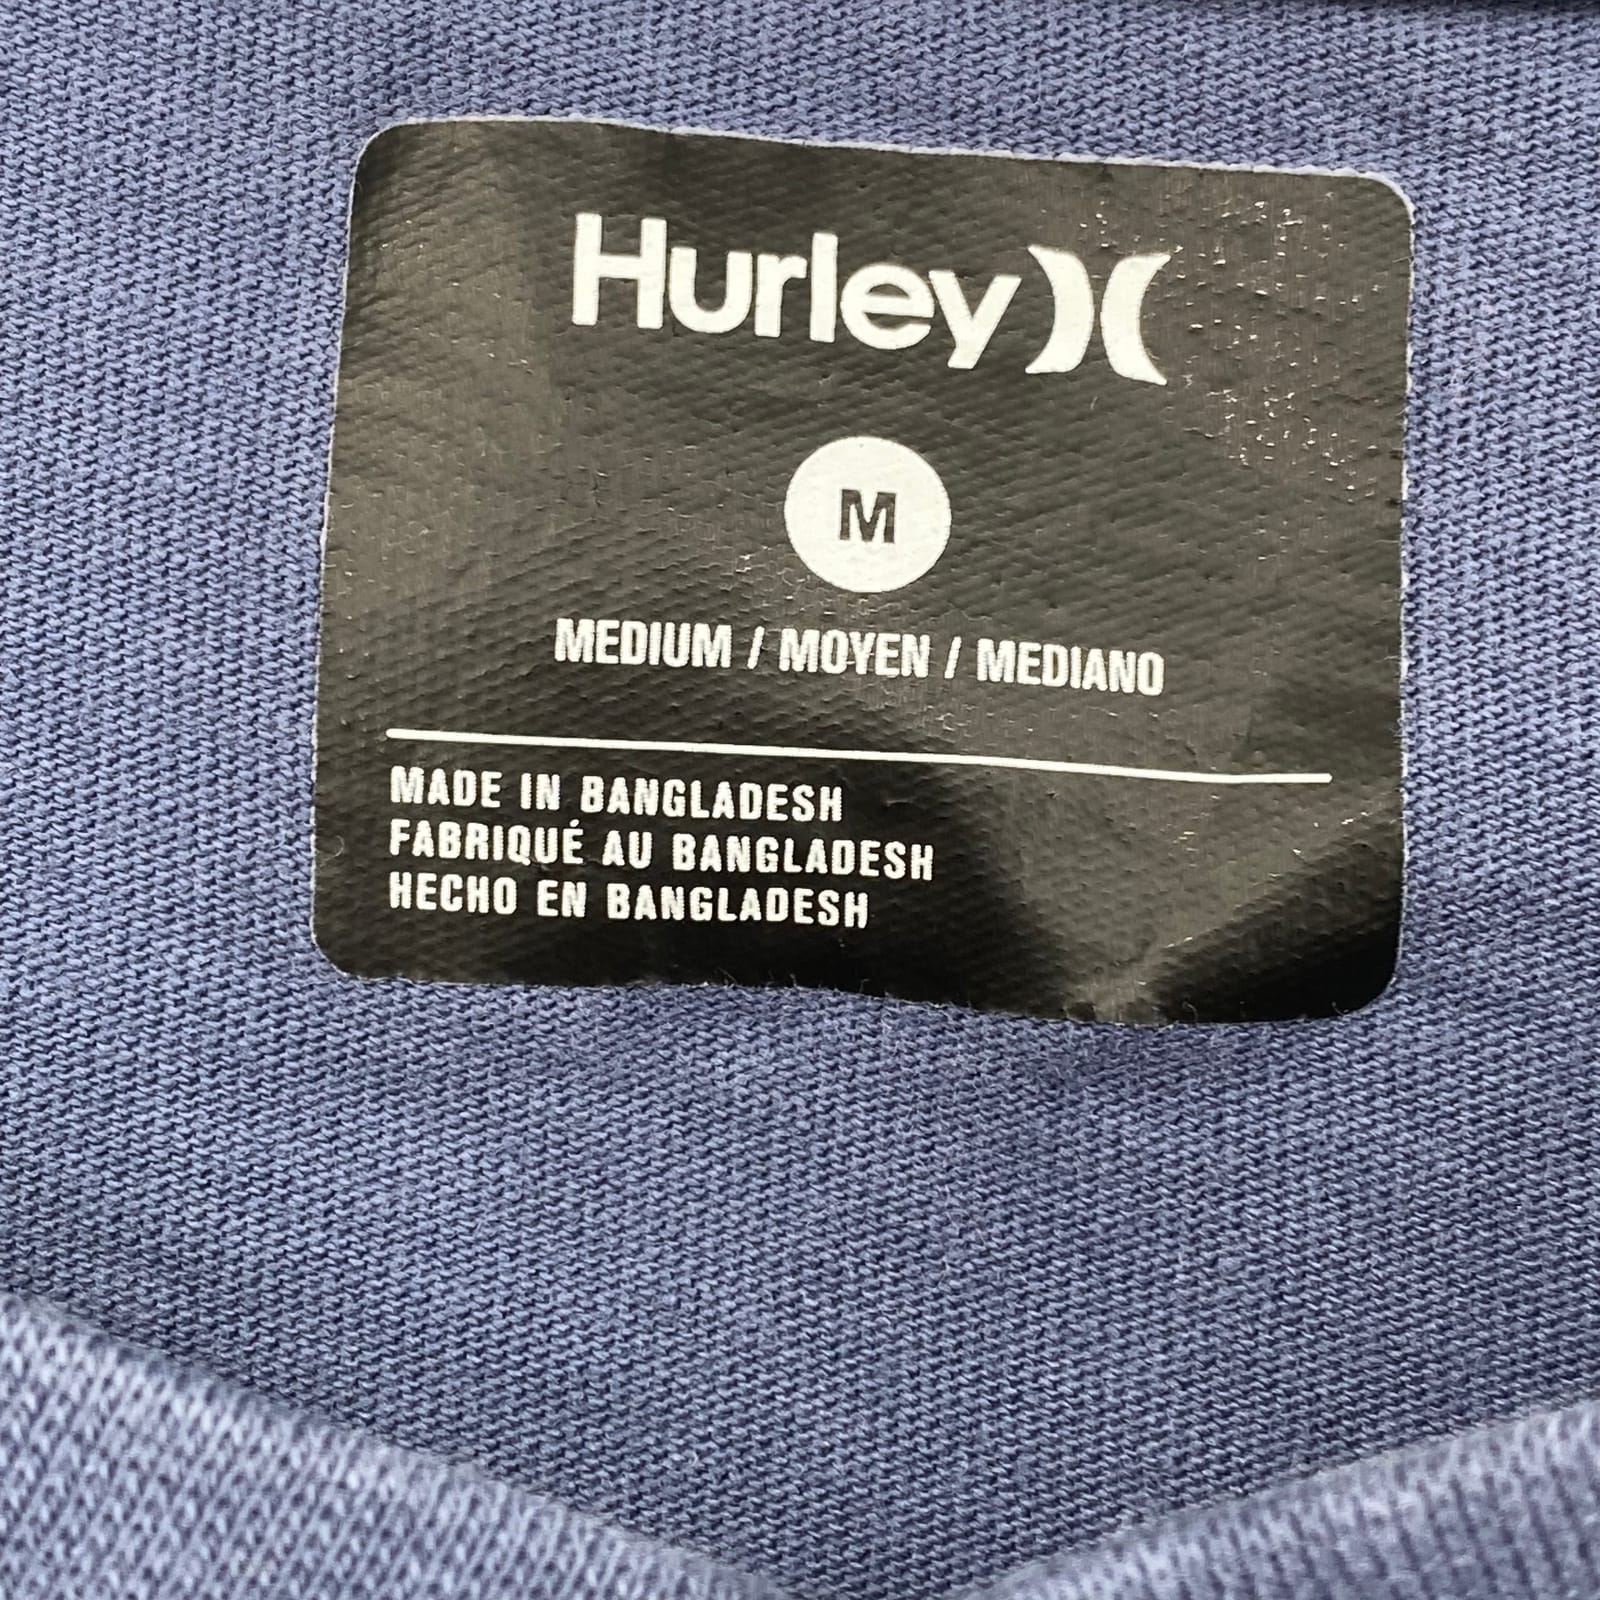 Hurley
M
MEDIUM / MOYEN / MEDIANO
MADE IN BANGLADESH
FABRIQUÉ AU BANGLADESH
HECHO EN BANGLADESH